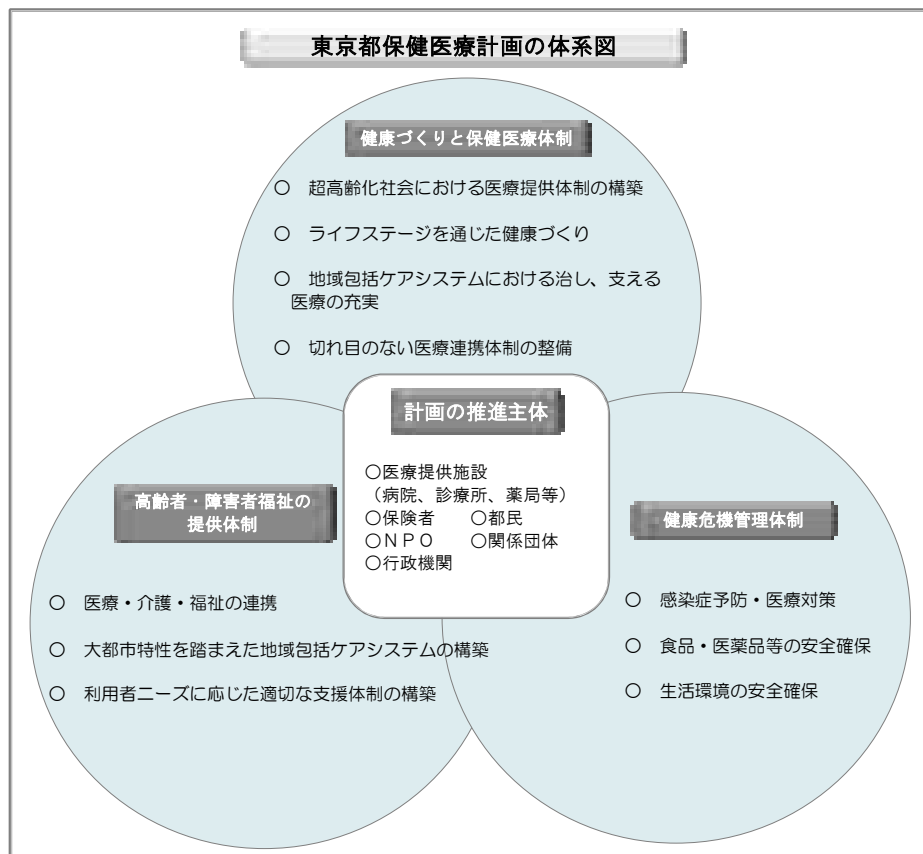 東京都保健医療計画の体系図
健康づくりと保健医療体制
○　超高齢化社会における医療提供体制の構築
○　ライフステージを通じた健康づくり
○　地域包括ケアシステムにおける治し、支える
医療の充実
○　切れ目のない医療連携体制の整備
計画の推進主体
○医療提供施設
（病院、診療所、薬局等）
○保険者　　○都民
○ＮＰＯ　　○関係団体
○行政機関
高齢者・障害者福祉の
提供体制
○　医療・介護・福祉の連携
○　大都市特性を踏まえた地域包括ケアシステムの構築
○　利用者ニーズに応じた適切な支援体制の構築
健康危機管理体制
○　感染症予防・医療対策
○　食品・医薬品等の安全確保
○　生活環境の安全確保